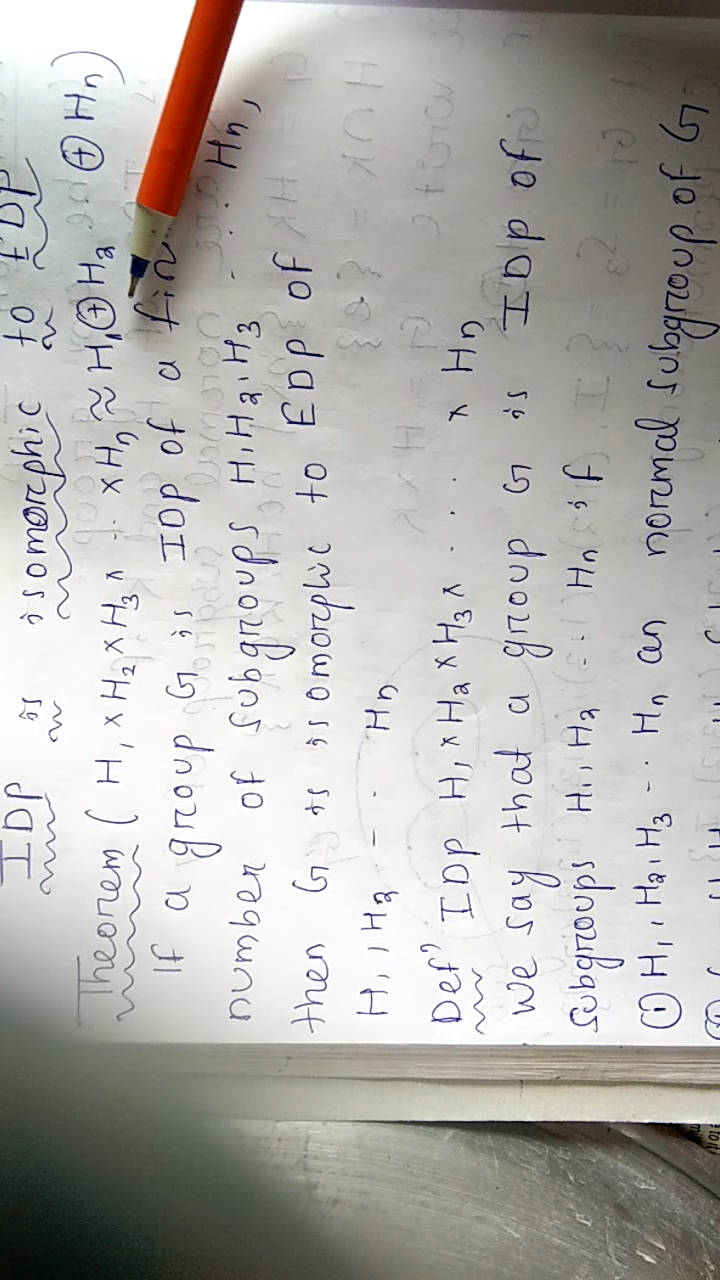 IDP is isomorphic to EDP
Theorem (H₁ × H₂ × H₃ × .. × Hₙ ≈ H₁ ⊕ H₂ ⊕ Hₙ)
If a group G is IDP of a fin
number of subgroups H₁ H₂, H₃ . . . Hₙ,
then G is isomorphic to EDP of
H₁, H₂ - . Hₙ
Defⁿ IDP H₁ × H₂ × H₃ × .... × Hₙ
We say that a group G is IDP of
subgroups H₁, H₂ ... Hₙ if
① H₁, H₂, H₃ -.. Hₙ an normal subgroup of G